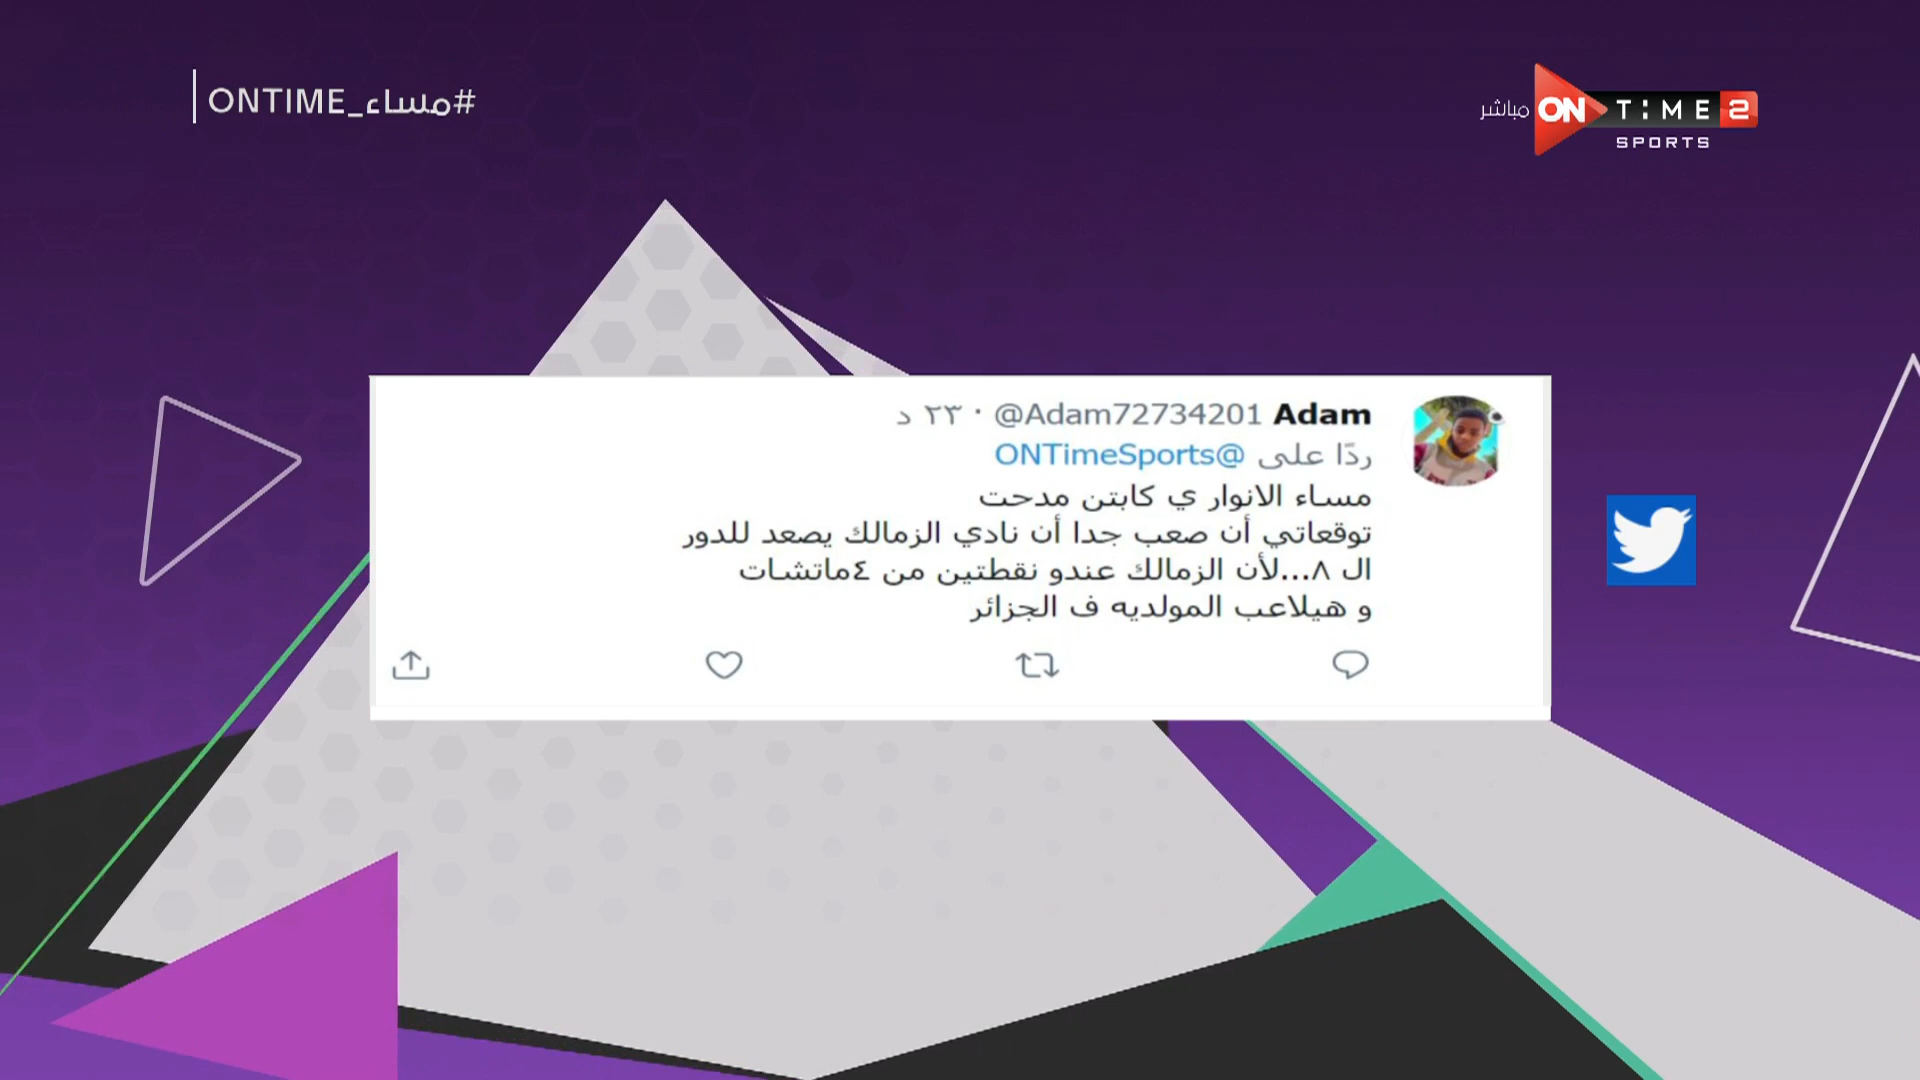 #مساء_ONTIME
مباشر ON TIME 2
SPORTS
Adam @Adam72734201 · ٢٣ د
ردًا على @ONTimeSports
مساء الانوار ي كابتن مدحت
توقعاتي أن صعب جدا أن نادي الزمالك يصعد للدور
ال ٨...لأن الزمالك عندو نقطتين من ٤ماتشات
و هيلاعب المولديه ف الجزائر